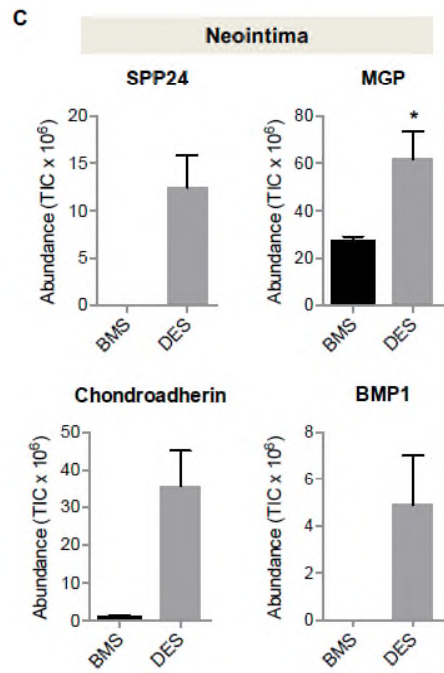 C
Neointima
SPP24
Abundance (TIC x 10⁶)
20
15
10
5
0
BMS
DES
MGP
Abundance (TIC x 10⁶)
80
60
40
20
0
*
BMS
DES
Chondroadherin
Abundance (TIC x 10⁶)
50
40
30
20
10
0
BMS
DES
BMP1
Abundance (TIC x 10⁶)
8
6
4
2
0
BMS
DES